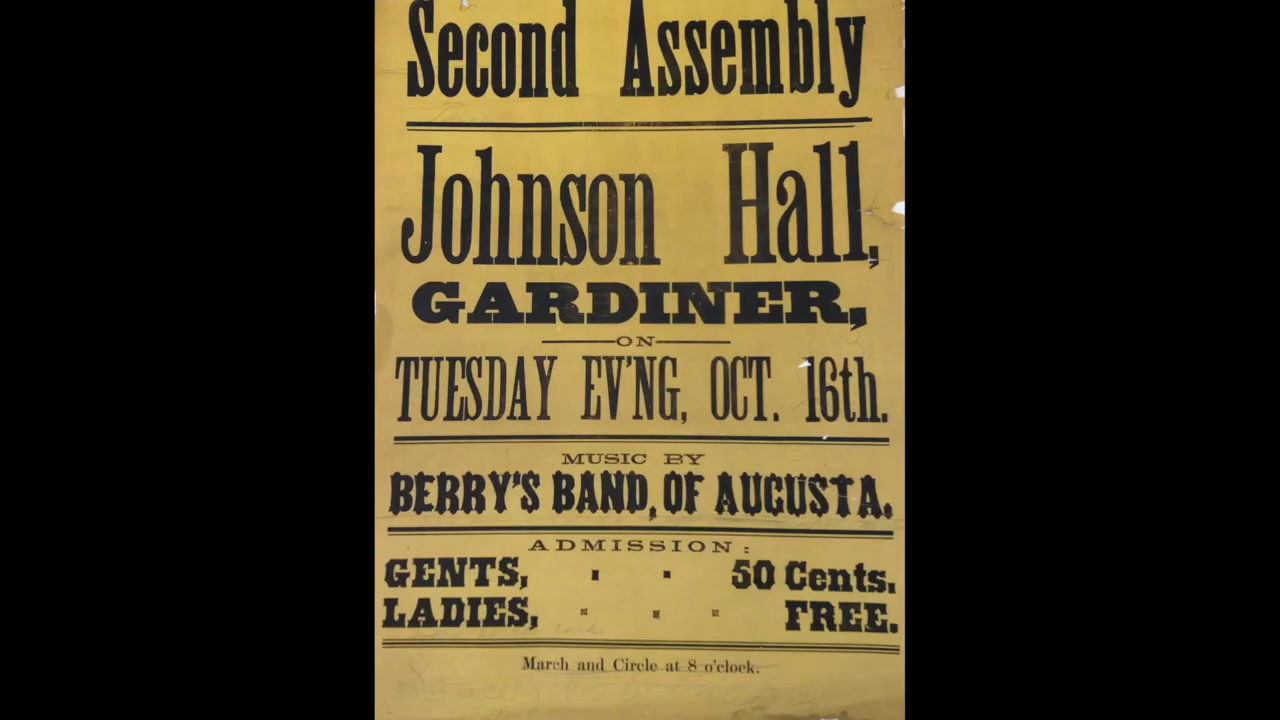 Second Assembly
Johnson Hall,
GARDINER,
ON
TUESDAY EV'NG, OCT. 16th.
MUSIC BY
BERRY'S BAND, OF AUGUSTA.
ADMISSION:
GENTS, 50 Cents.
LADIES, FREE.
March and Circle at 8 o'clock.